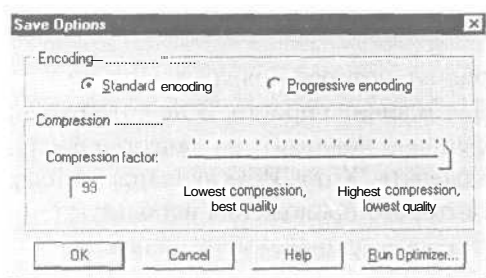 Save Options
Encoding
Standard encoding
Progressive encoding
Compression
Compression factor:
99
Lowest compression,
best quality
Highest compression,
lowest quality
OK
Cancel
Help
Run Optimizer...